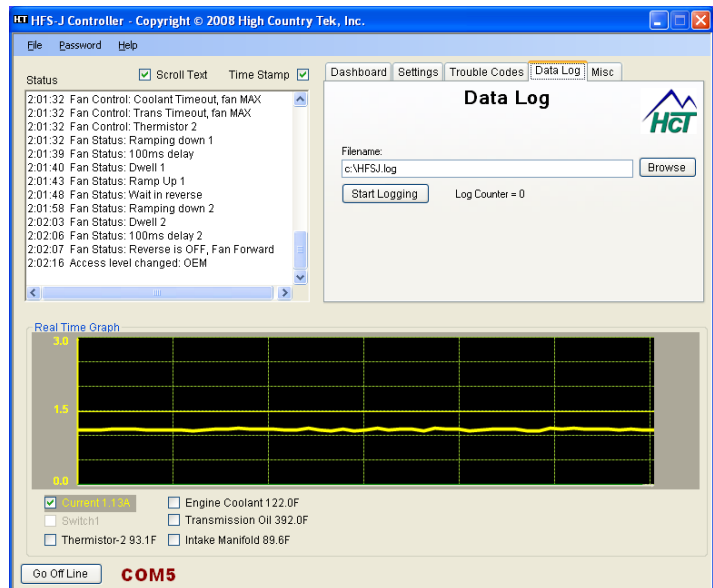 HFS-J Controller - Copyright © 2008 High Country Tek, Inc.
File Password Help
Status Scroll Text Time Stamp
2:01:32 Fan Control: Coolant Timeout, fan MAX
2:01:32 Fan Control: Trans Timeout, fan MAX
2:01:32 Fan Control: Thermistor 2
2:01:32 Fan Status: Ramping down 1
2:01:39 Fan Status: 100ms delay
2:01:40 Fan Status: Dwell 1
2:01:43 Fan Status: Ramp Up 1
2:01:48 Fan Status: Wait in reverse
2:01:58 Fan Status: Ramping down 2
2:02:03 Fan Status: Dwell 2
2:02:06 Fan Status: 100ms delay 2
2:02:07 Fan Status: Reverse is OFF, Fan Forward
2:02:16 Access level changed: OEM
Dashboard Settings Trouble Codes Data Log Misc
Data Log
HCT
Filename:
c:\HFSJ.log Browse
Start Logging Log Counter = 0
Real Time Graph
3.0
1.5
0.0
Current 1.13A Engine Coolant 122.0F
Switch1 Transmission Oil 392.0F
Thermistor-2 93.1F Intake Manifold 89.6F
Go Off Line COM5